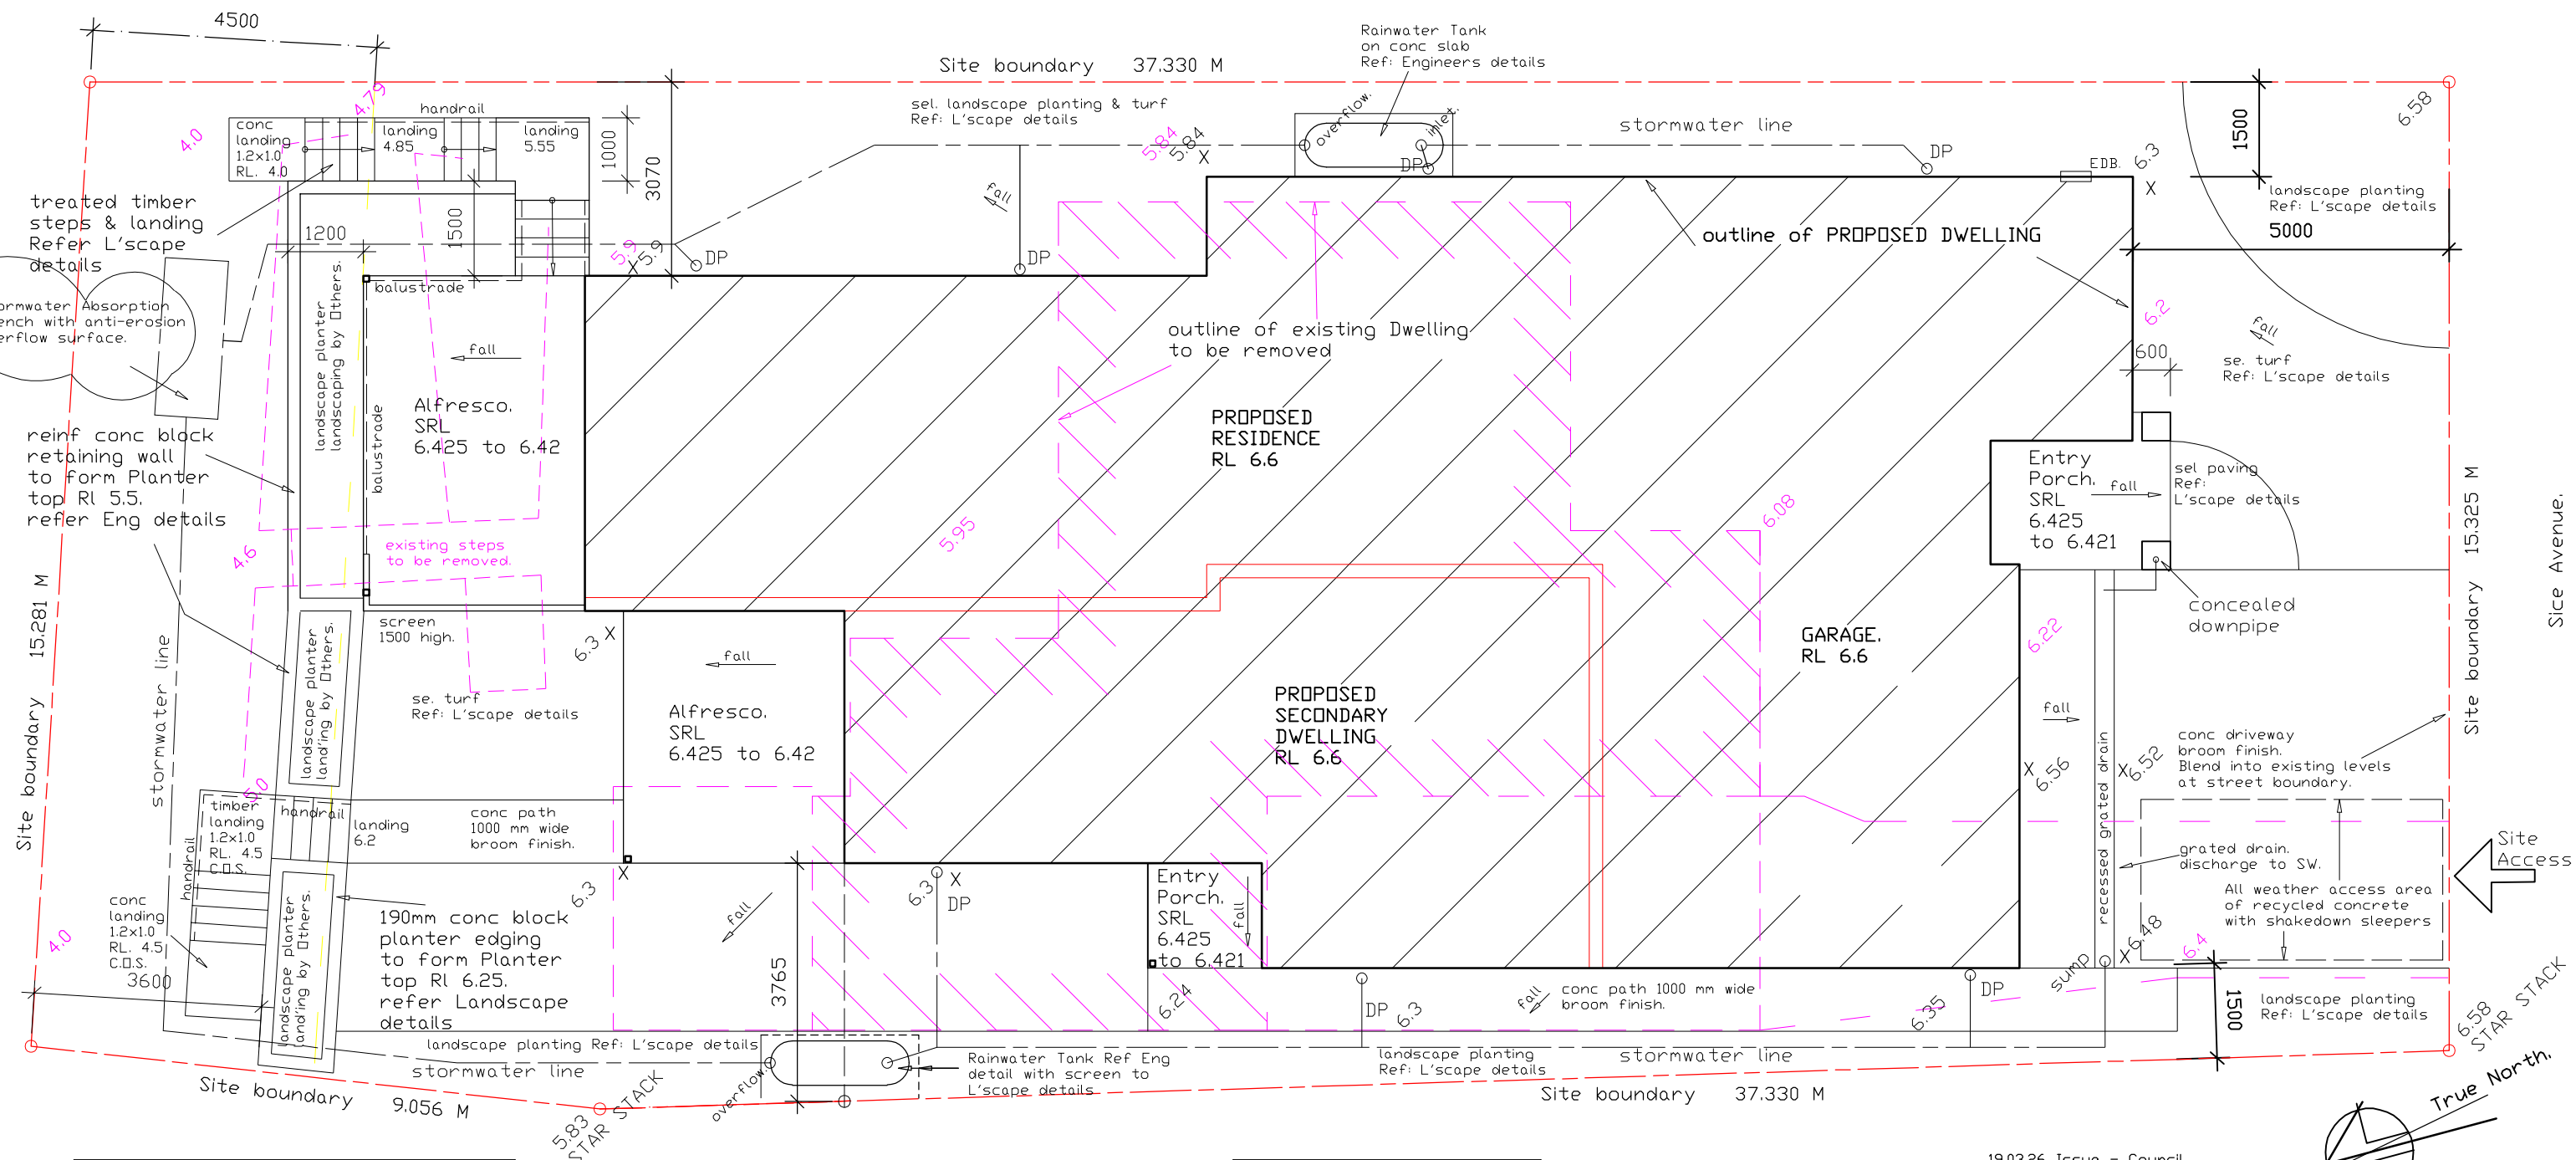 4500
Site boundary 37.330 M
Rainwater Tank
on conc slab
Ref: Engineers details
sel. landscape planting & turf
Ref: L'scape details
overflow.
inlet.
stormwater line
DP
DP
EDB.
6.3
X
1500
6.58
landscape planting
Ref: L'scape details
5000
4.0
4.79
handrail
conc
landing
1.2x1.0
RL. 4.0
landing
4.85
landing
5.55
1000
3070
5.84
5.84
X
fall
DP
DP
5.9
5.9
X
1500
1200
treated timber
steps & landing
Refer L'scape
details
balustrade
balustrade
landscape planter
landscaping by Others.
fall
Alfresco.
SRL
6.425 to 6.42
Absorption
with anti-erosion
surface.
reinf conc block
retaining wall
to form Planter
top Rl 5.5.
refer Eng details
existing steps
to be removed.
4.6
outline of PROPOSED DWELLING
outline of existing Dwelling
to be removed
PROPOSED
RESIDENCE
RL 6.6
5.95
6.08
6.2
600
fall
se. turf
Ref: L'scape details
Entry
Porch.
SRL
6.425
to 6.421
fall
sel paving
Ref:
L'scape details
concealed
downpipe
Site boundary 15.325 M
Sice Avenue.
Site boundary 15.281 M
stormwater line
screen
1500 high.
6.3 X
fall
se. turf
Ref: L'scape details
Alfresco.
SRL
6.425 to 6.42
landscape planter
land'ing by Others.
PROPOSED
SECONDARY
DWELLING
RL 6.6
GARAGE.
RL 6.6
6.22
fall
X 6.56
X 6.52
recessed grated drain
conc driveway
broom finish.
Blend into existing levels
at street boundary.
grated drain.
discharge to SW.
All weather access area
of recycled concrete
with shakedown sleepers
Site
Access
5.0
timber
landing
1.2x1.0
RL. 4.5
C.O.S.
handrail
handrail
landing
6.2
conc path
1000 mm wide
broom finish.
conc
landing
1.2x1.0
RL. 4.5
C.O.S.
4.0
3600
landscape planter
land'ing by Others.
190mm conc block
planter edging
to form Planter
top Rl 6.25.
refer Landscape
details
X
6.3
fall
3765
6.3
X
DP
Entry
Porch.
SRL
6.425
to 6.421
fall
6.24
DP
6.3
fall
conc path 1000 mm wide
broom finish.
6.35
DP
sump
X 6.48
6.4
1500
landscape planting
Ref: L'scape details
6.58
STAR STACK
landscape planting Ref: L'scape details
stormwater line
overflow.
Rainwater Tank Ref Eng
detail with screen to
L'scape details
landscape planting
Ref: L'scape details
stormwater line
Site boundary 9.056 M
5.83
STAR STACK
Site boundary 37.330 M
True North.
19.03.26 Issue - Council